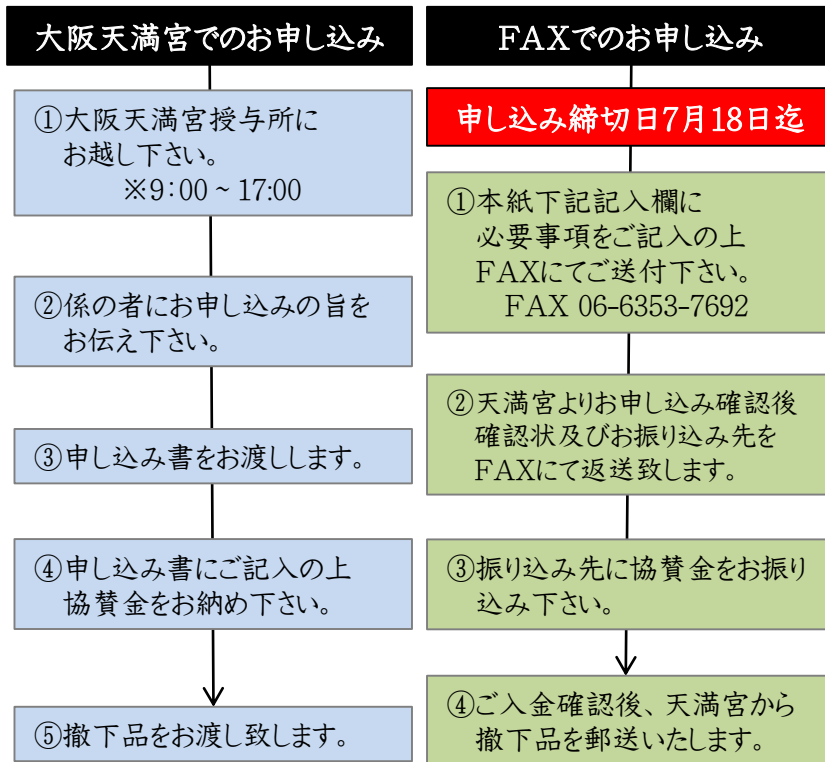 大阪天満宮でのお申し込み
①大阪天満宮授与所に
お越し下さい。
※9:00 ~ 17:00
②係の者にお申し込みの旨を
お伝え下さい。
③申し込み書をお渡しします。
④申し込み書にご記入の上
協賛金をお納め下さい。
⑤撤下品をお渡し致します。
FAXでのお申し込み
申し込み締切日7月18日迄
①本紙下記記入欄に
必要事項をご記入の上
FAXにてご送付下さい。
FAX 06-6353-7692
②天満宮よりお申し込み確認後
確認状及びお振り込み先を
FAXにて返送致します。
③振り込み先に協賛金をお振り
込み下さい。
④ご入金確認後、天満宮から
撤下品を郵送いたします。